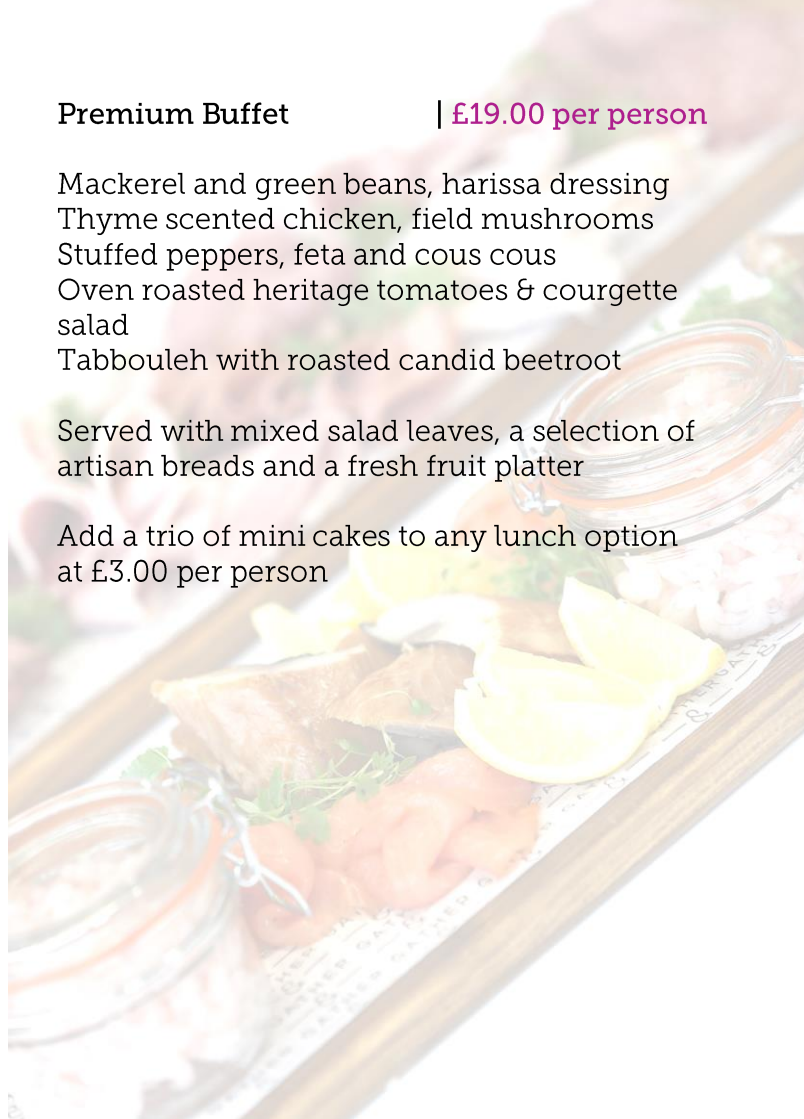 Premium Buffet | £19.00 per person
Mackerel and green beans, harissa dressing
Thyme scented chicken, field mushrooms
Stuffed peppers, feta and cous cous
Oven roasted heritage tomatoes & courgette
salad
Tabbouleh with roasted candid beetroot
Served with mixed salad leaves, a selection of
artisan breads and a fresh fruit platter
Add a trio of mini cakes to any lunch option
at £3.00 per person